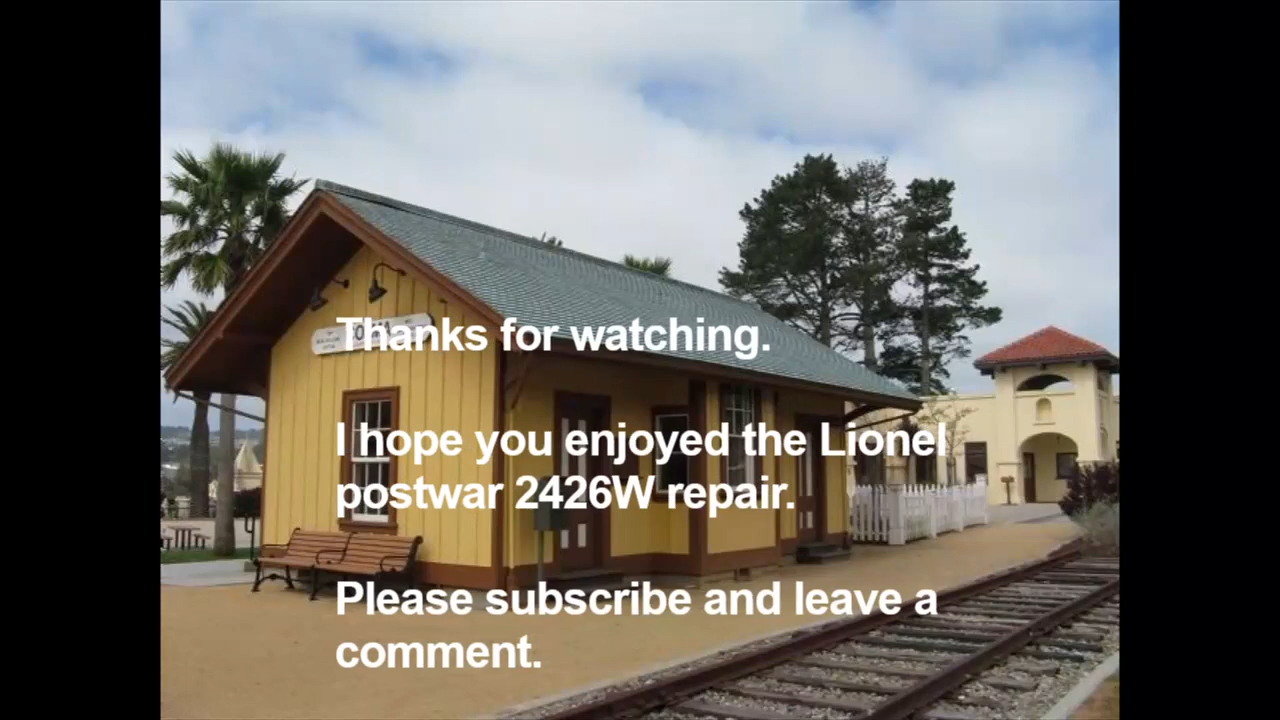 Thanks for watching.
I hope you enjoyed the Lionel
postwar 2426W repair.
Please subscribe and leave a
comment.